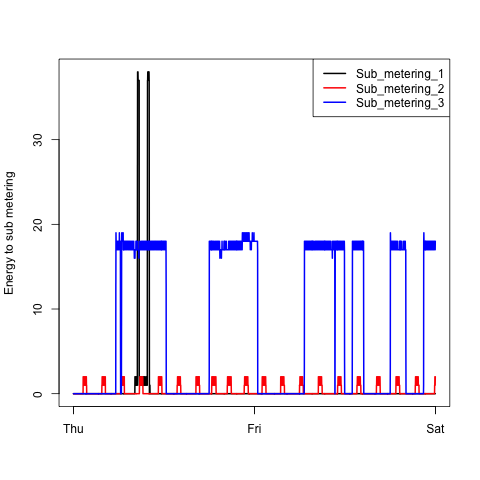 Sub_metering_1
Sub_metering_2
Sub_metering_3
Energy to sub metering
30
20
10
0
Thu Fri Sat